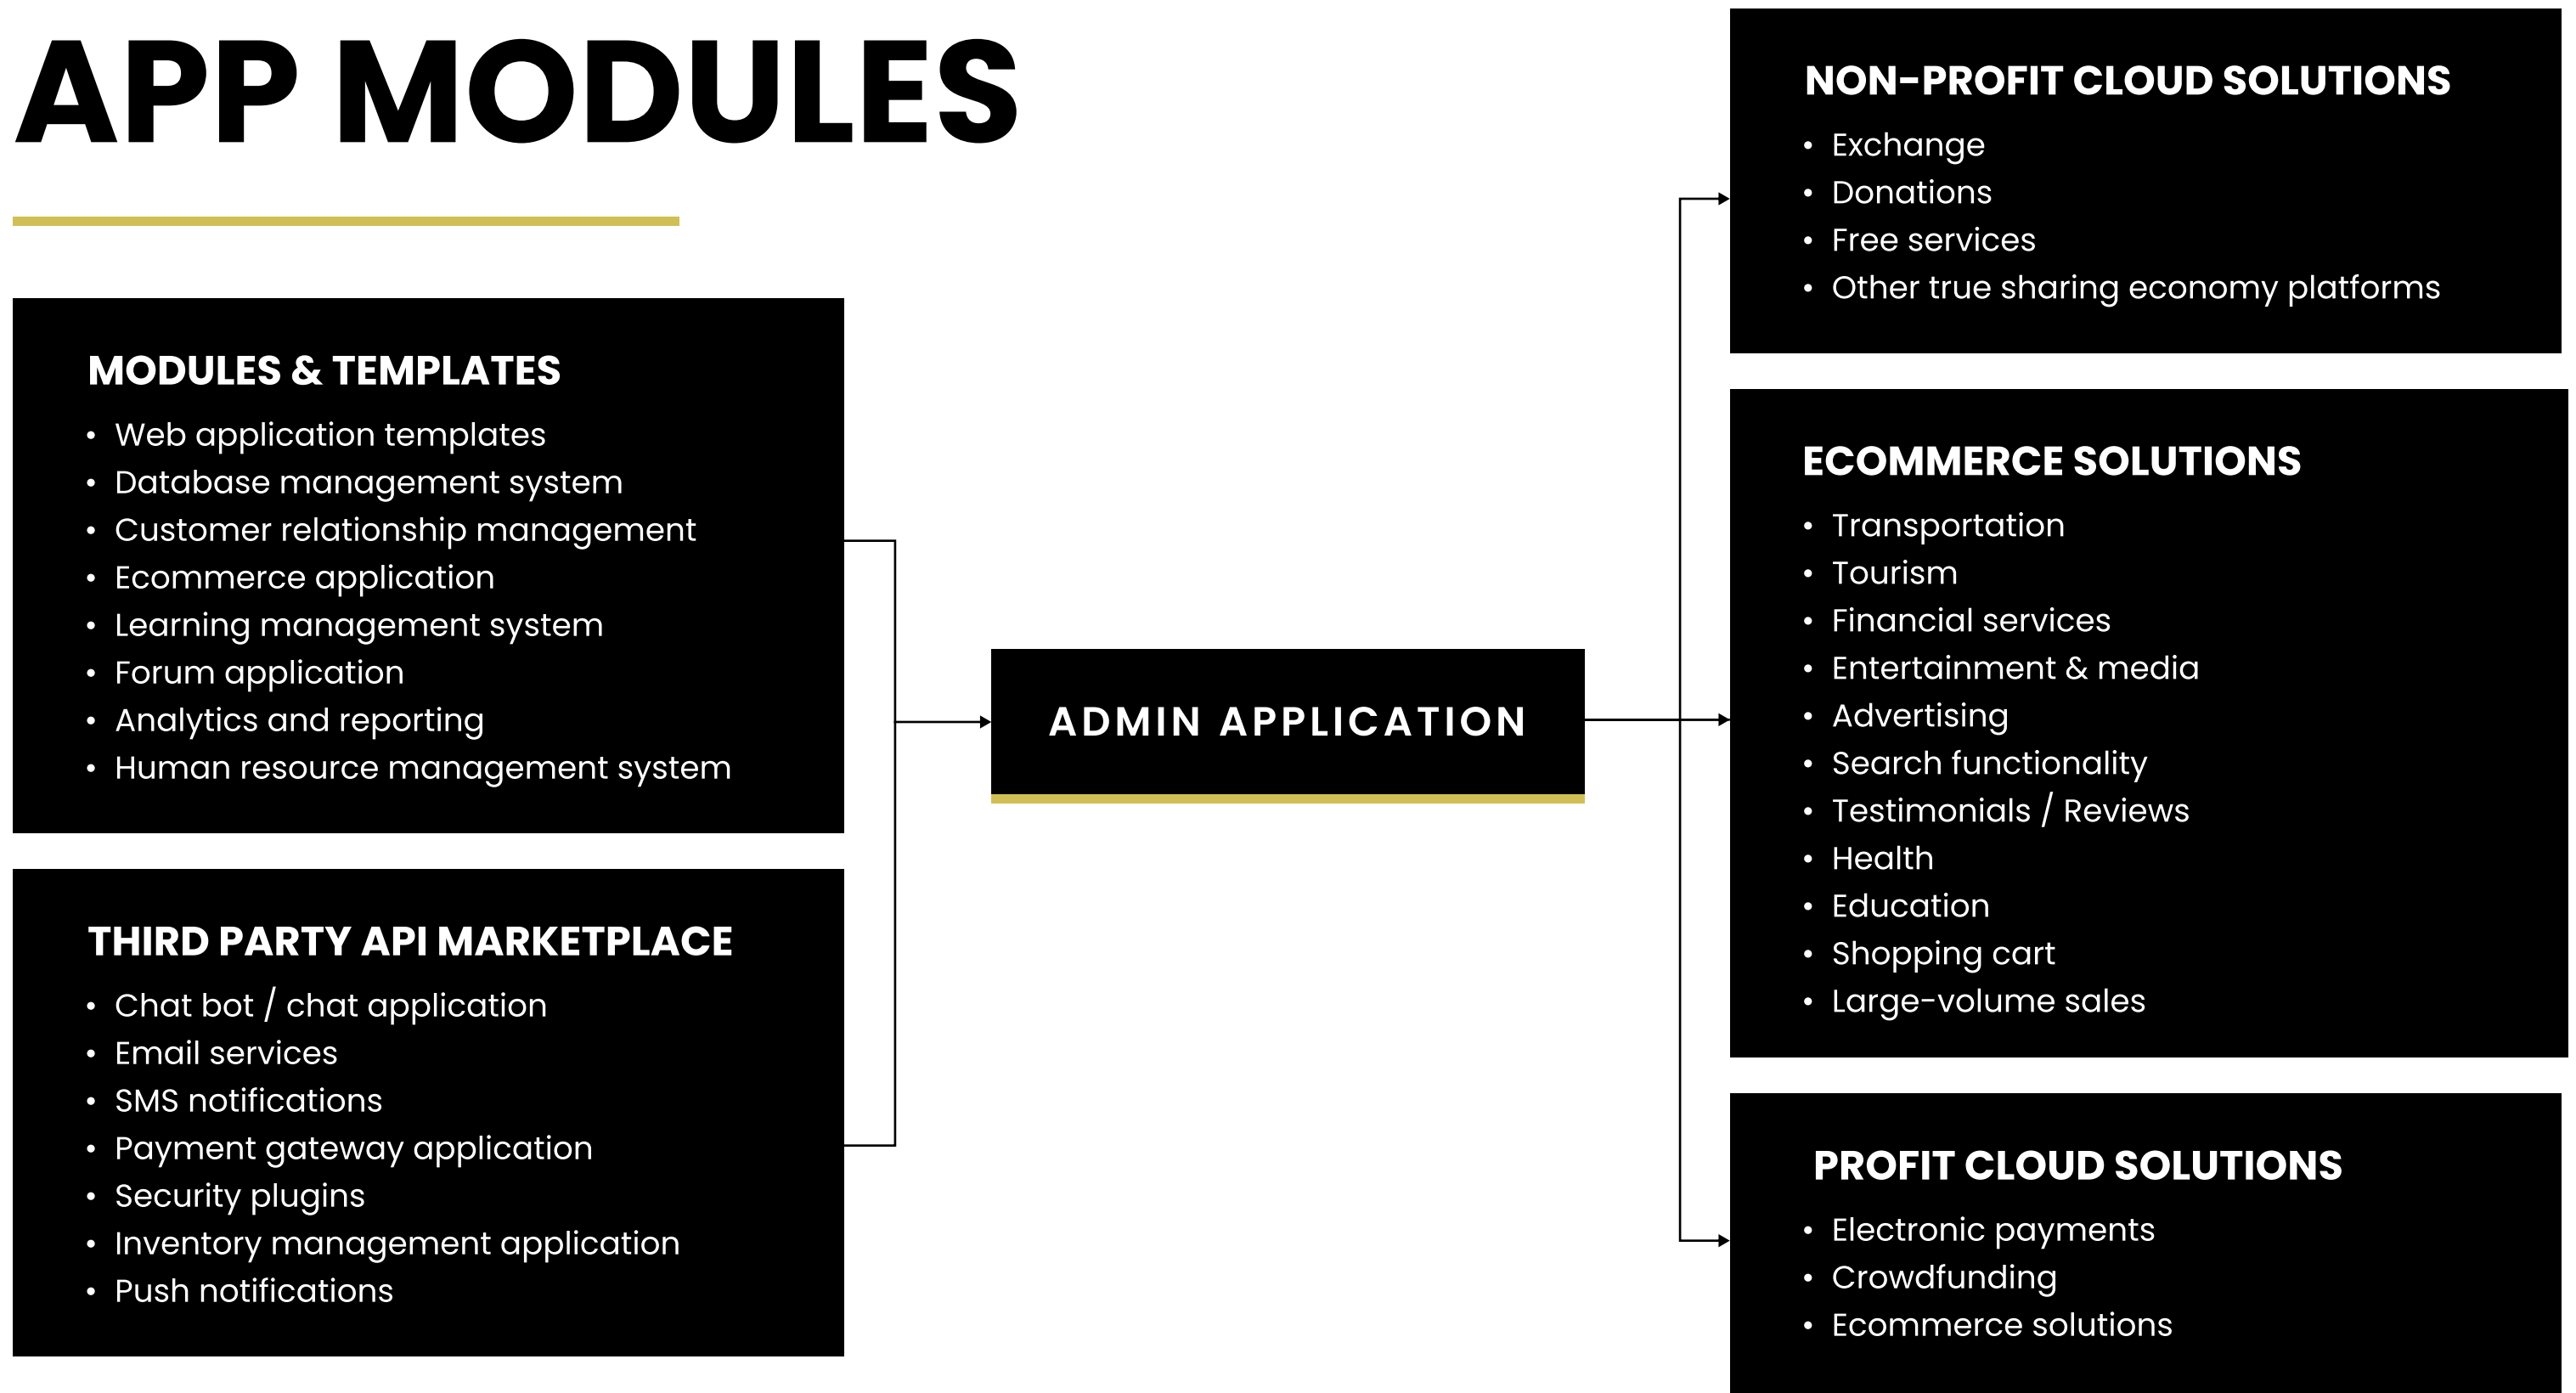 APP MODULES
MODULES & TEMPLATES
• Web application templates
• Database management system
• Customer relationship management
• Ecommerce application
• Learning management system
• Forum application
• Analytics and reporting
• Human resource management system
THIRD PARTY API MARKETPLACE
• Chat bot / chat application
• Email services
• SMS notifications
• Payment gateway application
• Security plugins
• Inventory management application
• Push notifications
ADMIN APPLICATION
NON-PROFIT CLOUD SOLUTIONS
• Exchange
• Donations
• Free services
• Other true sharing economy platforms
ECOMMERCE SOLUTIONS
• Transportation
• Tourism
• Financial services
• Entertainment & media
• Advertising
• Search functionality
• Testimonials / Reviews
• Health
• Education
• Shopping cart
• Large-volume sales
PROFIT CLOUD SOLUTIONS
• Electronic payments
• Crowdfunding
• Ecommerce solutions